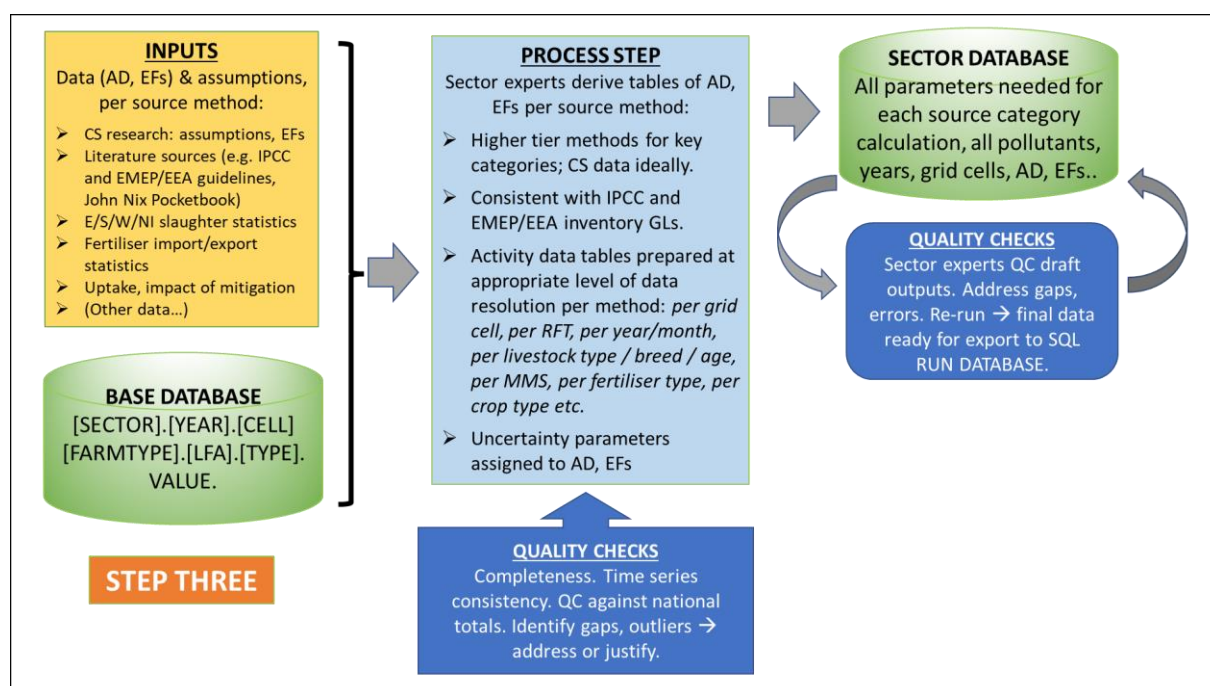 INPUTS
Data (AD, EFs) & assumptions,
per source method:
➢ CS research: assumptions, EFs
➢ Literature sources (e.g. IPCC
and EMEP/EEA guidelines,
John Nix Pocketbook)
➢ E/S/W/NI slaughter statistics
➢ Fertiliser import/export
statistics
➢ Uptake, impact of mitigation
➢ (Other data…)
BASE DATABASE
[SECTOR].[YEAR].[CELL]
[FARMTYPE].[LFA].[TYPE].
VALUE.
STEP THREE
PROCESS STEP
Sector experts derive tables of AD,
EFs per source method:
➢ Higher tier methods for key
categories; CS data ideally.
➢ Consistent with IPCC and
EMEP/EEA inventory GLs.
➢ Activity data tables prepared at
appropriate level of data
resolution per method: per grid
cell, per RFT, per year/month,
per livestock type / breed / age,
per MMS, per fertiliser type, per
crop type etc.
➢ Uncertainty parameters
assigned to AD, EFs
QUALITY CHECKS
Completeness. Time series
consistency. QC against national
totals. Identify gaps, outliers →
address or justify.
SECTOR DATABASE
All parameters needed for
each source category
calculation, all pollutants,
years, grid cells, AD, EFs..
QUALITY CHECKS
Sector experts QC draft
outputs. Address gaps,
errors. Re-run → final data
ready for export to SQL
RUN DATABASE.